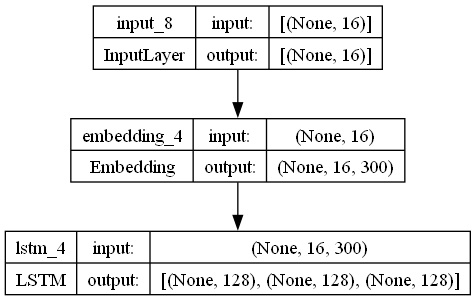 input_8 input: [(None, 16)]
InputLayer output: [(None, 16)]
embedding_4 input: (None, 16)
Embedding output: (None, 16, 300)
lstm_4 input: (None, 16, 300)
LSTM output: [(None, 128), (None, 128), (None, 128)]